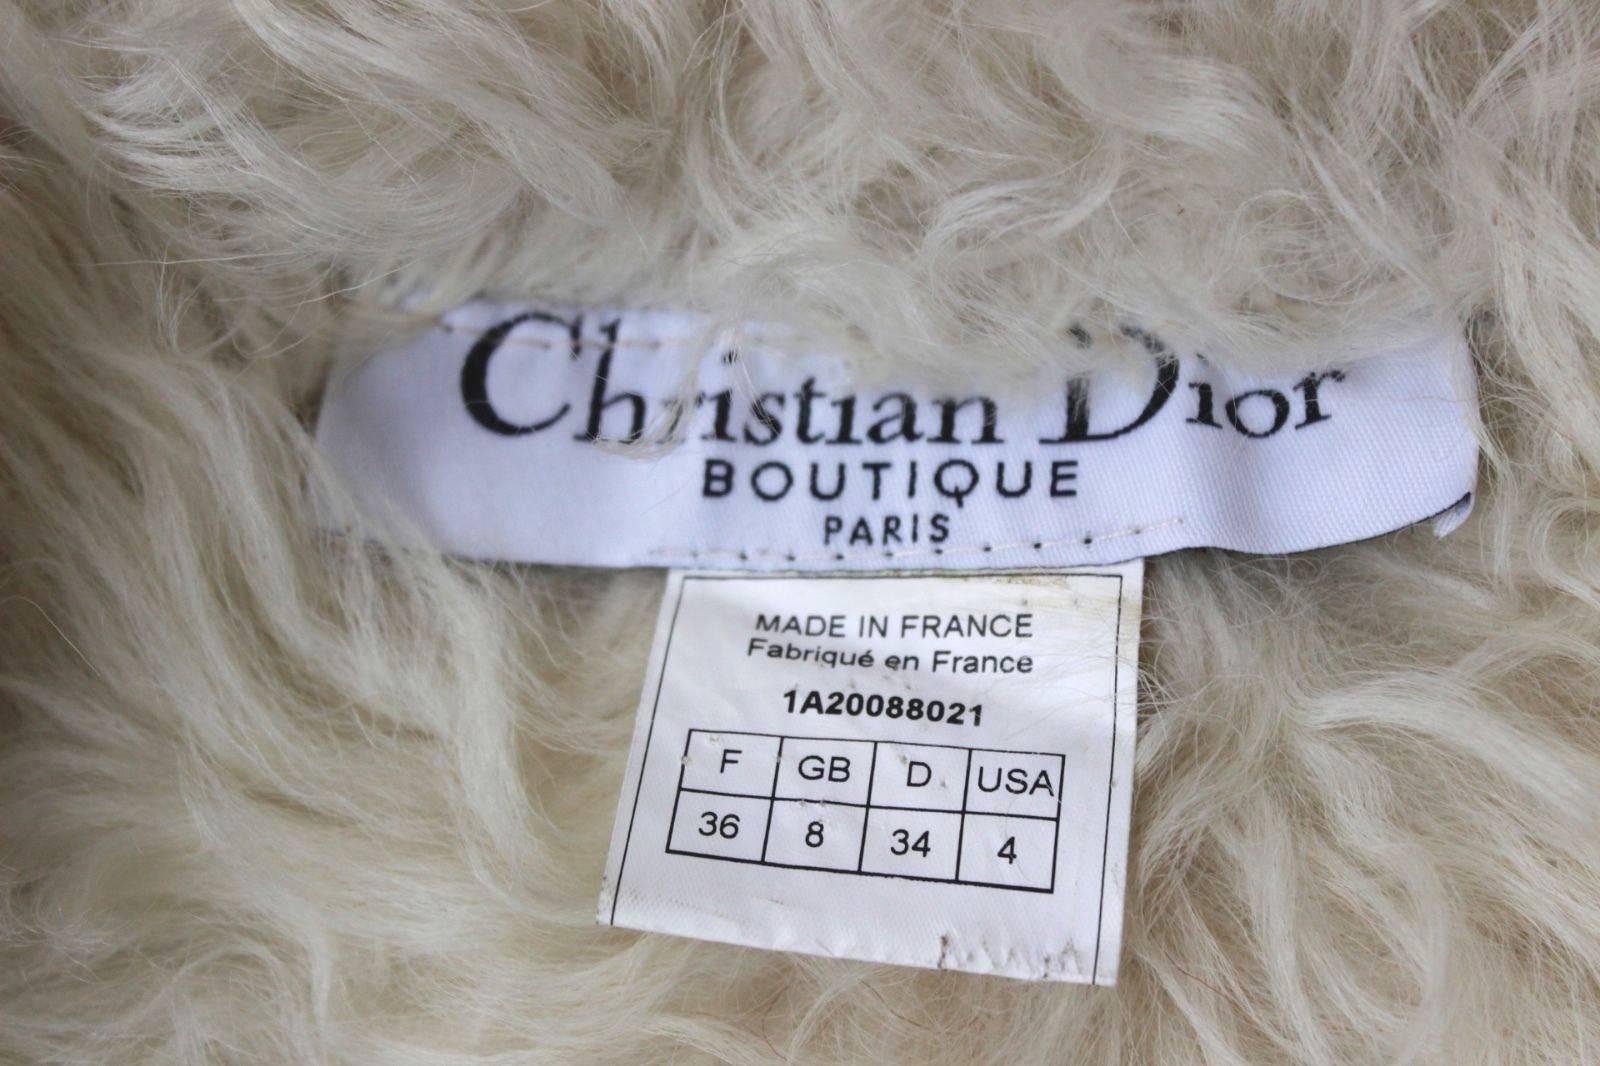 Christian Dior
BOUTIQUE
PARIS
MADE IN FRANCE
Fabriqué en France
1A20088021
F GB D USA
36 8 34 4